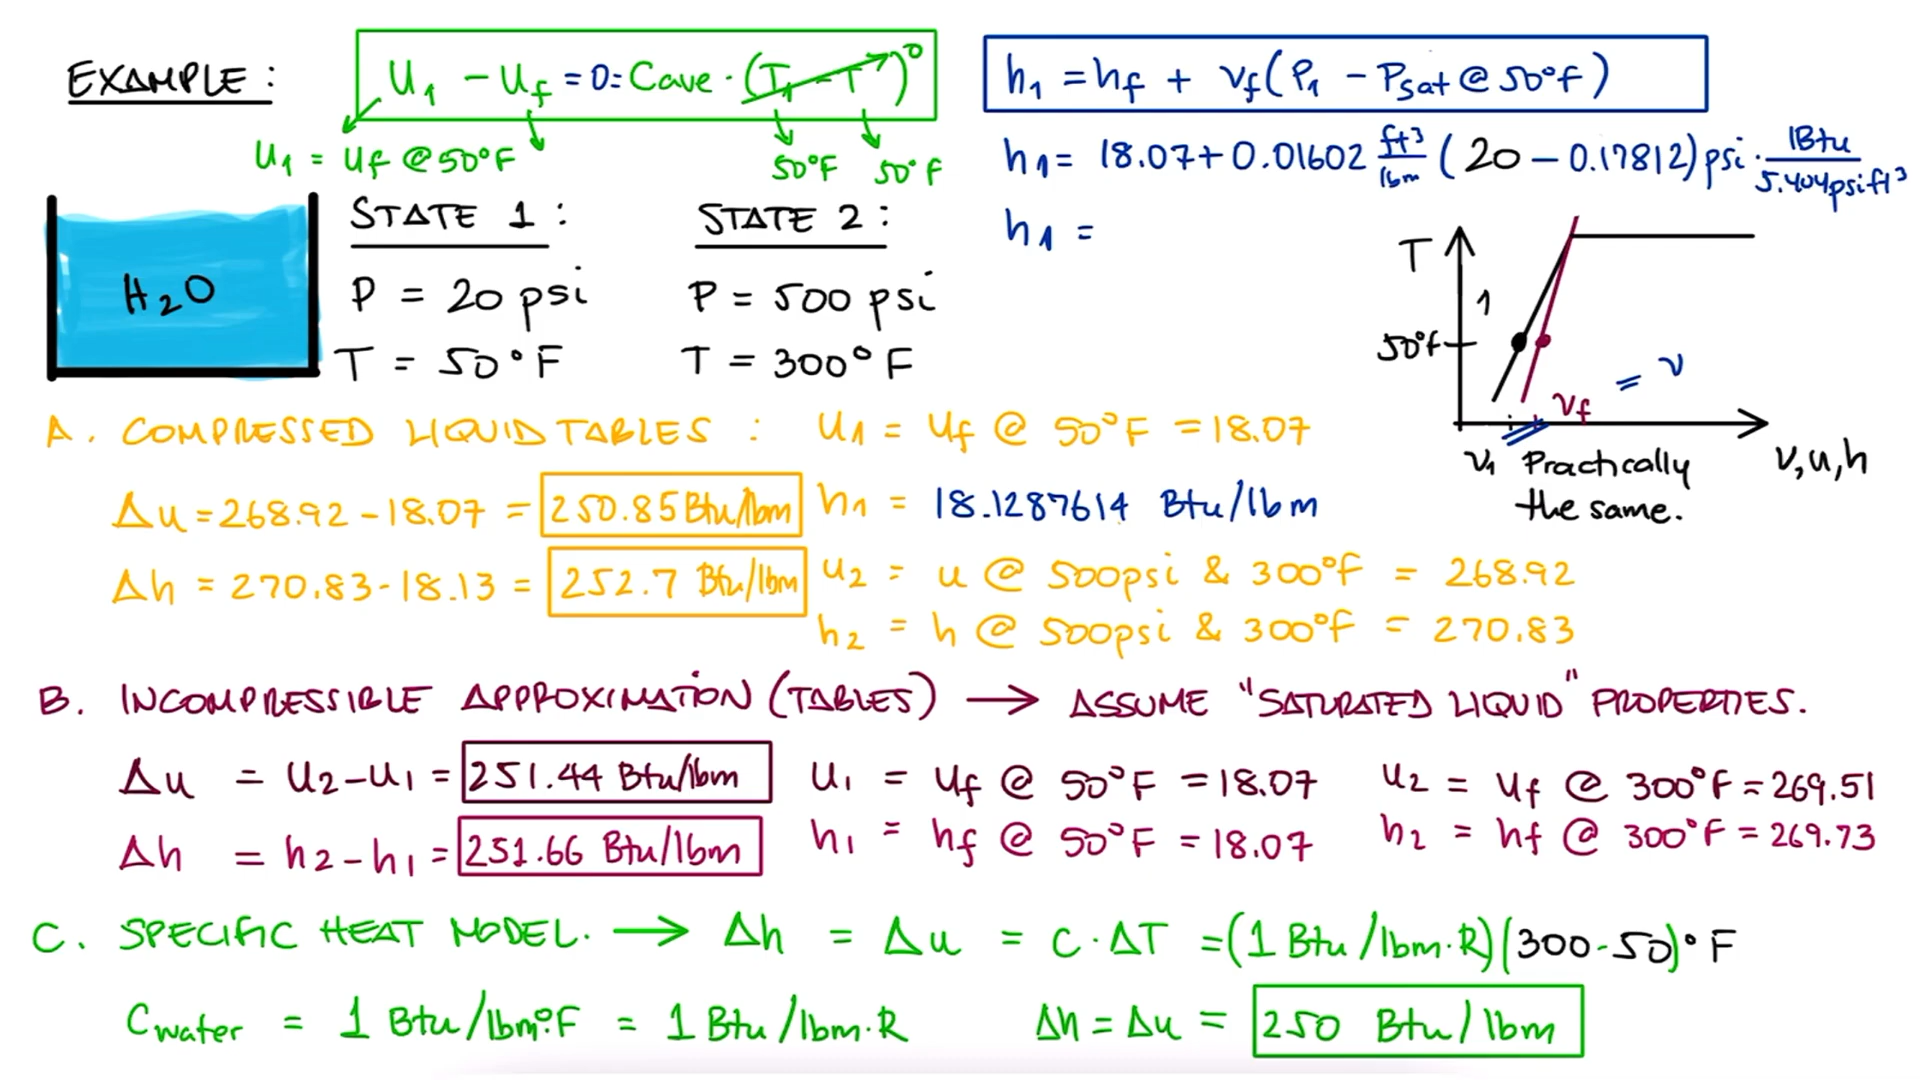 EXAMPLE :
U₁ - Uf = 0 = Cave · (T₁ - T)⁰
U₁ = Uf @ 50°F
50°F 50°F
h₁ = hf + vf (P₁ - Psat @ 50°F)
h₁ = 18.07 + 0.01602 ft³/lbm (20 - 0.17812) psi · 1Btu/5.404psift³
h₁ =
H₂O
STATE 1 :
P = 20 psi
T = 50°F
STATE 2 :
P = 500 psi
T = 300°F
T
1
50°F
= v
vf
v₁ Practically the same.
v,u,h
A. COMPRESSED LIQUID TABLES : U₁ = Uf @ 50°F = 18.07
Δu = 268.92 - 18.07 = 250.85 Btu/lbm
h₁ = 18.1287614 Btu/lbm
Δh = 270.83 - 18.13 = 252.7 Btu/lbm
u₂ = u @ 500psi & 300°F = 268.92
h₂ = h @ 500psi & 300°F = 270.83
B. INCOMPRESSIBLE APPROXIMATION (TABLES) → ASSUME "SATURATED LIQUID" PROPERTIES.
Δu = u₂ - u₁ = 251.44 Btu/lbm
U₁ = Uf @ 50°F = 18.07
U₂ = Uf @ 300°F = 269.51
Δh = h₂ - h₁ = 251.66 Btu/lbm
h₁ = hf @ 50°F = 18.07
h₂ = hf @ 300°F = 269.73
C. SPECIFIC HEAT MODEL. → Δh = Δu = C · ΔT = (1 Btu/lbm·R)(300-50)°F
Cwater = 1 Btu/lbm·°F = 1 Btu/lbm·R
Δh = Δu = 250 Btu/lbm